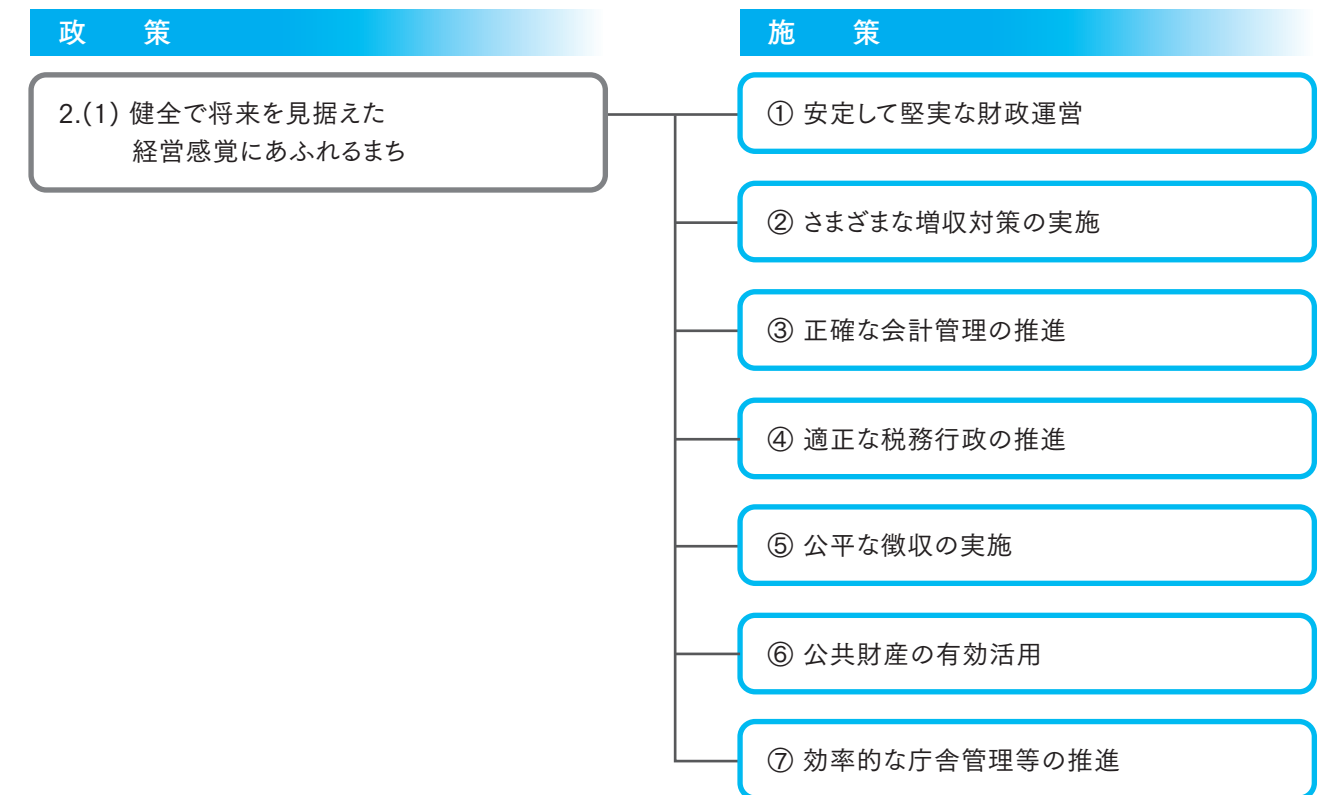 政　策
施　策
2.(1) 健全で将来を見据えた
経営感覚にあふれるまち
① 安定して堅実な財政運営
② さまざまな増収対策の実施
③ 正確な会計管理の推進
④ 適正な税務行政の推進
⑤ 公平な徴収の実施
⑥ 公共財産の有効活用
⑦ 効率的な庁舎管理等の推進